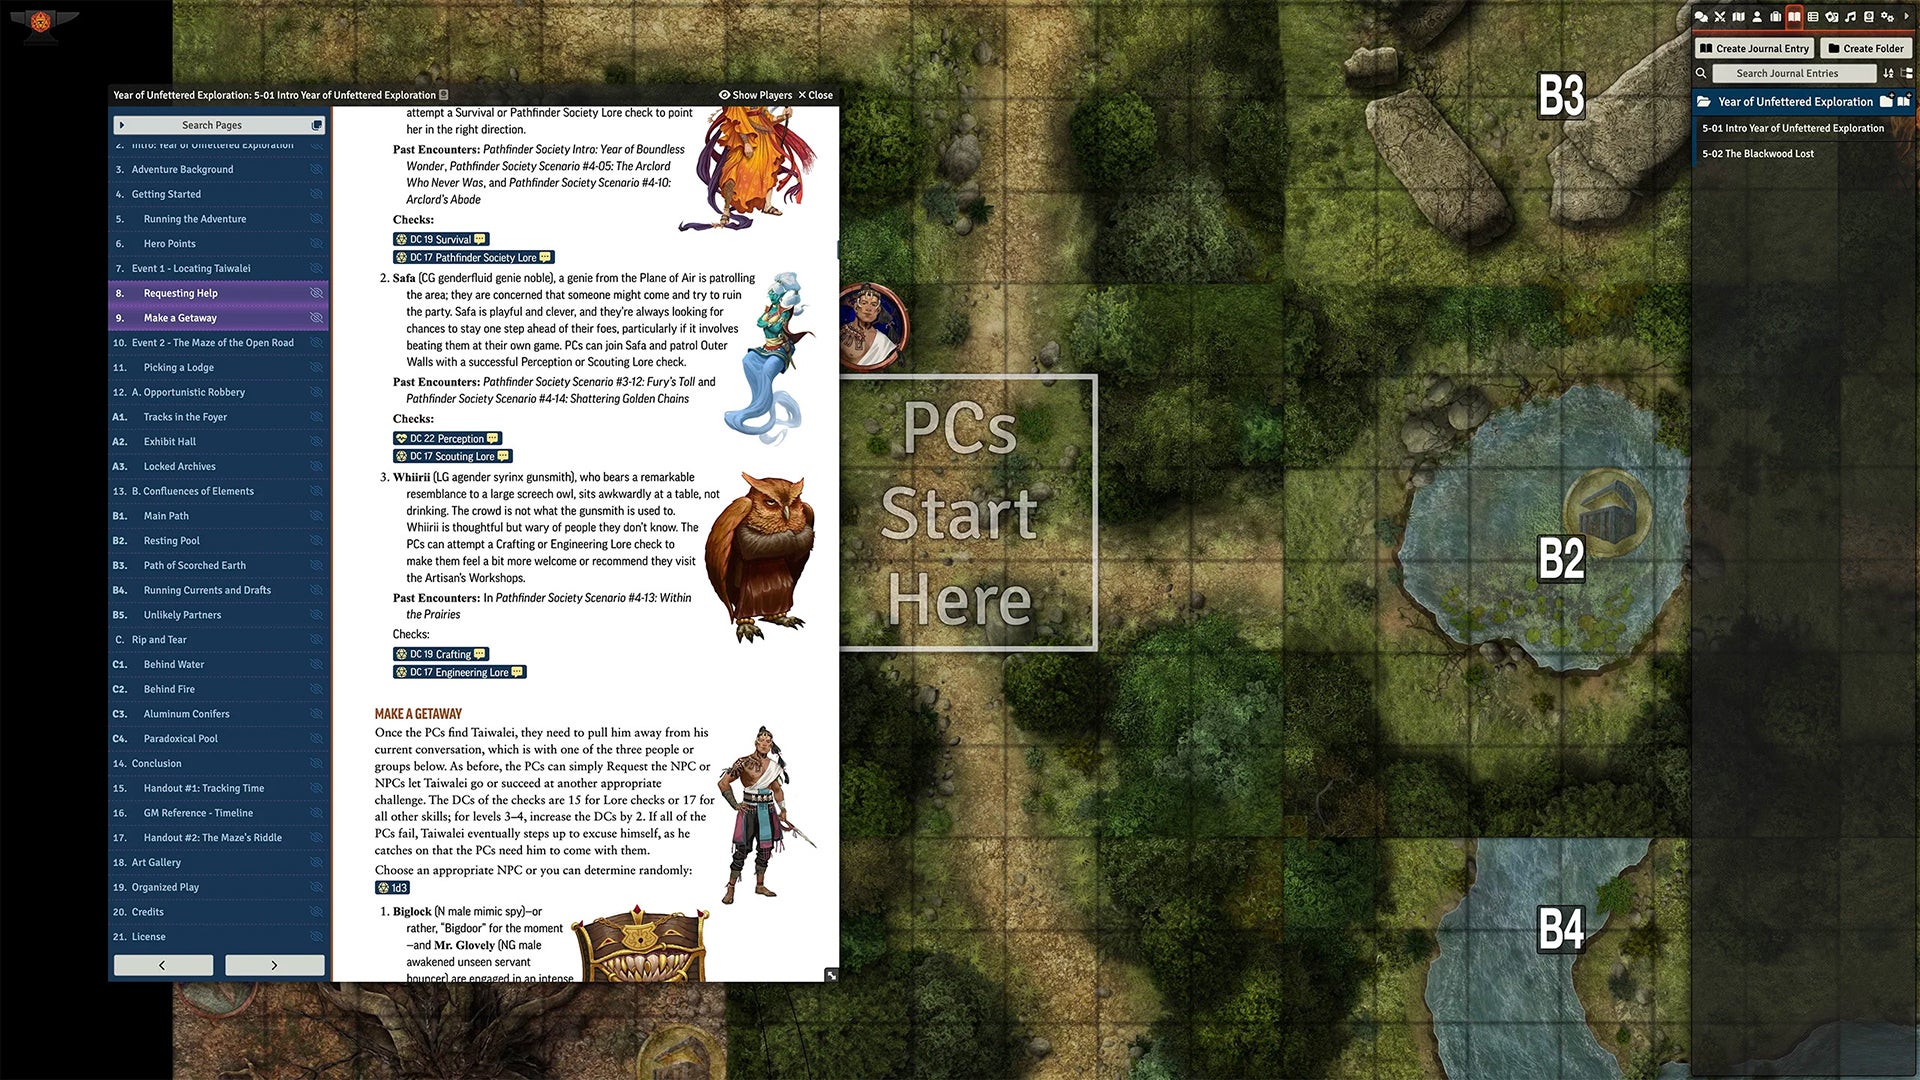 Year of Unfettered Exploration: 5-01 Intro Year of Unfettered Exploration
Show Players
Close
Search Pages
2. Intro: Year of Unfettered Exploration
3. Adventure Background
4. Getting Started
5. Running the Adventure
6. Hero Points
7. Event 1 - Locating Taiwalei
8. Requesting Help
9. Make a Getaway
10. Event 2 - The Maze of the Open Road
11. Picking a Lodge
12. A. Opportunistic Robbery
A1. Tracks in the Foyer
A2. Exhibit Hall
A3. Locked Archives
13. B. Confluences of Elements
B1. Main Path
B2. Resting Pool
B3. Path of Scorched Earth
B4. Running Currents and Drafts
B5. Unlikely Partners
C. Rip and Tear
C1. Behind Water
C2. Behind Fire
C3. Aluminum Conifers
C4. Paradoxical Pool
14. Conclusion
15. Handout #1: Tracking Time
16. GM Reference - Timeline
17. Handout #2: The Maze's Riddle
18. Art Gallery
19. Organized Play
20. Credits
21. License
attempt a Survival or Pathfinder Society Lore check to point
her in the right direction.
Past Encounters: Pathfinder Society Intro: Year of Boundless
Wonder, Pathfinder Society Scenario #4-05: The Arclord
Who Never Was, and Pathfinder Society Scenario #4-10:
Arclord's Abode
Checks:
DC 19 Survival
DC 17 Pathfinder Society Lore
2. Safa (CG genderfluid genie noble), a genie from the Plane of Air is patrolling
the area; they are concerned that someone might come and try to ruin
the party. Safa is playful and clever, and they're always looking for
chances to stay one step ahead of their foes, particularly if it involves
beating them at their own game. PCs can join Safa and patrol Outer
Walls with a successful Perception or Scouting Lore check.
Past Encounters: Pathfinder Society Scenario #3-12: Fury's Toll and
Pathfinder Society Scenario #4-14: Shattering Golden Chains
Checks:
DC 22 Perception
DC 17 Scouting Lore
3. Whiirii (LG agender syrinx gunsmith), who bears a remarkable
resemblance to a large screech owl, sits awkwardly at a table, not
drinking. The crowd is not what the gunsmith is used to.
Whiirii is thoughtful but wary of people they don't know. The
PCs can attempt a Crafting or Engineering Lore check to
make them feel a bit more welcome or recommend they visit
the Artisan's Workshops.
Past Encounters: In Pathfinder Society Scenario #4-13: Within
the Prairies
Checks:
DC 19 Crafting
DC 17 Engineering Lore
MAKE A GETAWAY
Once the PCs find Taiwalei, they need to pull him away from his
current conversation, which is with one of the three people or
groups below. As before, the PCs can simply Request the NPC or
NPCs let Taiwalei go or succeed at another appropriate
challenge. The DCs of the checks are 15 for Lore checks or 17 for
all other skills; for levels 3–4, increase the DCs by 2. If all of the
PCs fail, Taiwalei eventually steps up to excuse himself, as he
catches on that the PCs need him to come with them.
Choose an appropriate NPC or you can determine randomly:
1d3
1. Biglock (N male mimic spy)—or
rather, "Bigdoor" for the moment
—and Mr. Glovely (NG male
awakened unseen servant
bouncer) are engaged in an intense
PCs
Start
Here
B3
B2
B4
Create Journal Entry
Create Folder
Search Journal Entries
Year of Unfettered Exploration
5-01 Intro Year of Unfettered Exploration
5-02 The Blackwood Lost